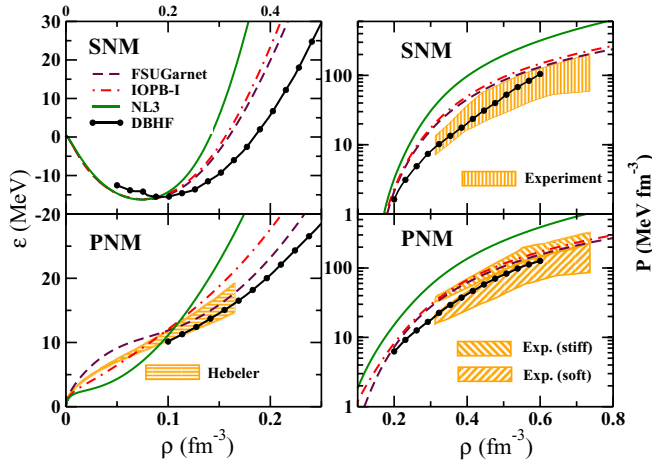 0 0.2 0.4
30
20
10
0
-10
-20
ε (MeV)
SNM
FSUGarnet
IOPB-I
NL3
DBHF
20
10
0
PNM
Hebeler
0 0.1 0.2
ρ (fm-3)
100
10
1
SNM
Experiment
P (MeV fm-3)
100
10
1
PNM
Exp. (stiff)
Exp. (soft)
0.2 0.4 0.6 0.8
ρ (fm-3)